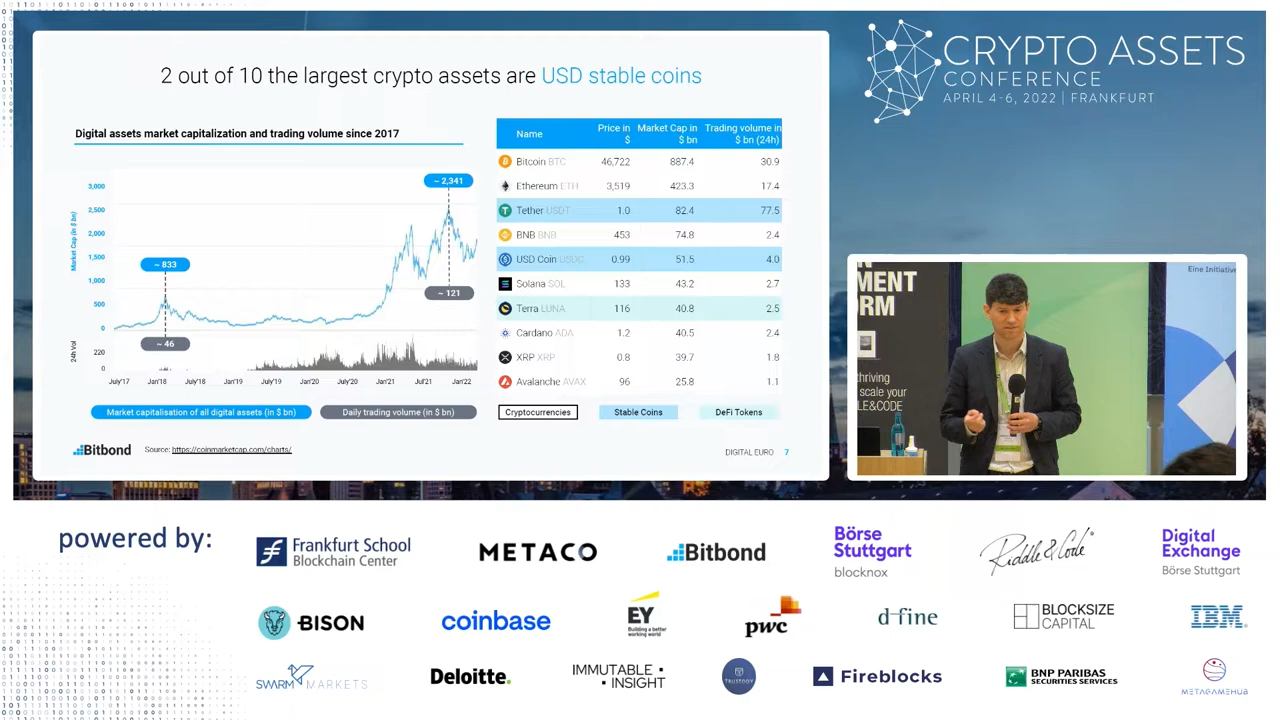 2 out of 10 the largest crypto assets are USD stable coins
Digital assets market capitalization and trading volume since 2017
Market Cap (in $ bn)
3,000
2,500
2,000
1,500
1,000
500
0
24h Vol
220
0
~ 833
~ 46
~ 2,341
~ 121
July'17 Jan'18 July'18 Jan'19 July'19 Jan'20 July'20 Jan'21 Jul'21 Jan'22
Market capitalisation of all digital assets (in $ bn) Daily trading volume (in $ bn)
Name Price in $ Market Cap in $ bn Trading volume in $ bn (24h)
Bitcoin BTC 46,722 887.4 30.9
Ethereum ETH 3,519 423.3 17.4
Tether USDT 1.0 82.4 77.5
BNB BNB 453 74.8 2.4
USD Coin USDC 0.99 51.5 4.0
Solana SOL 133 43.2 2.7
Terra LUNA 116 40.8 2.5
Cardano ADA 1.2 40.5 2.4
XRP XRP 0.8 39.7 1.8
Avalanche AVAX 96 25.8 1.1
Cryptocurrencies Stable Coins DeFi Tokens
Bitbond Source: https://coinmarketcap.com/charts/
DIGITAL EURO 7
CRYPTO ASSETS
CONFERENCE
APRIL 4-6, 2022 | FRANKFURT
MENT
RM
thriving
scale your
LE&CODE
Eine Initiativ
powered by:
Frankfurt School
Blockchain Center
METACO
Bitbond
Börse
Stuttgart
blocknox
Riddle & Code
Digital
Exchange
Börse Stuttgart
BISON
coinbase
EY
Building a better
working world
pwc
d-fine
BLOCKSIZE
CAPITAL
IBM
SWARM MARKETS
Deloitte.
IMMUTABLE
INSIGHT
TRUSTODY
Fireblocks
BNP PARIBAS
SECURITIES SERVICES
METAGAMEHUB